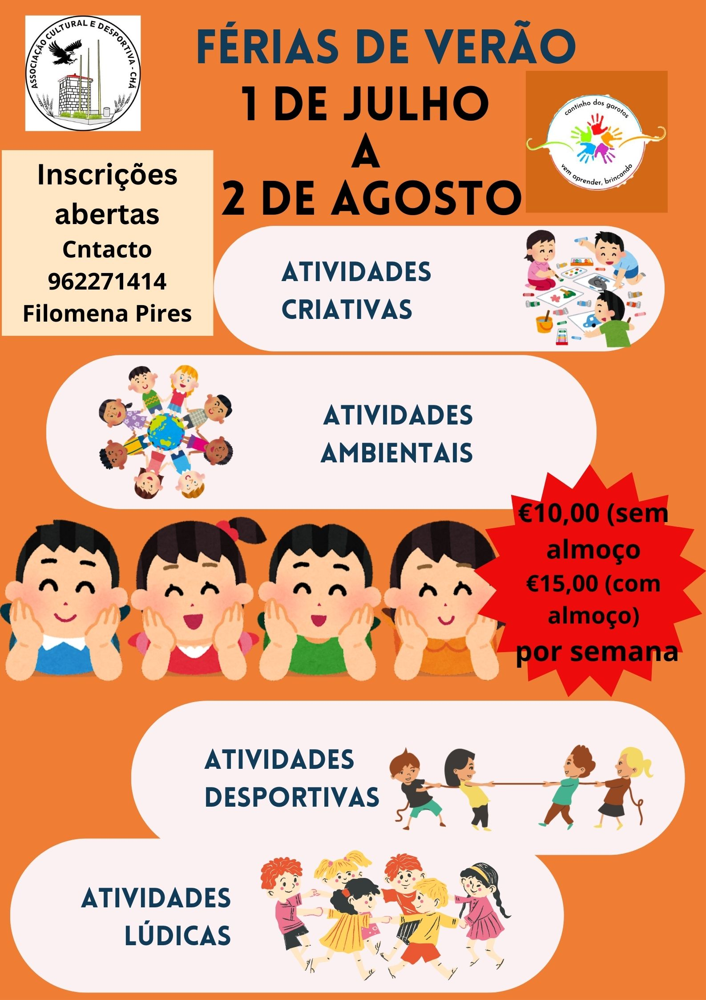 ASSOCIAÇÃO CULTURAL E DESPORTIVA - CHÃ
FÉRIAS DE VERÃO
1 DE JULHO
A
2 DE AGOSTO
cantinho dos garotos
vem aprender, brincando
Inscrições
abertas
Cntacto
962271414
Filomena Pires
ATIVIDADES
CRIATIVAS
ATIVIDADES
AMBIENTAIS
€10,00 (sem
almoço
€15,00 (com
almoço)
por semana
ATIVIDADES
DESPORTIVAS
ATIVIDADES
LÚDICAS